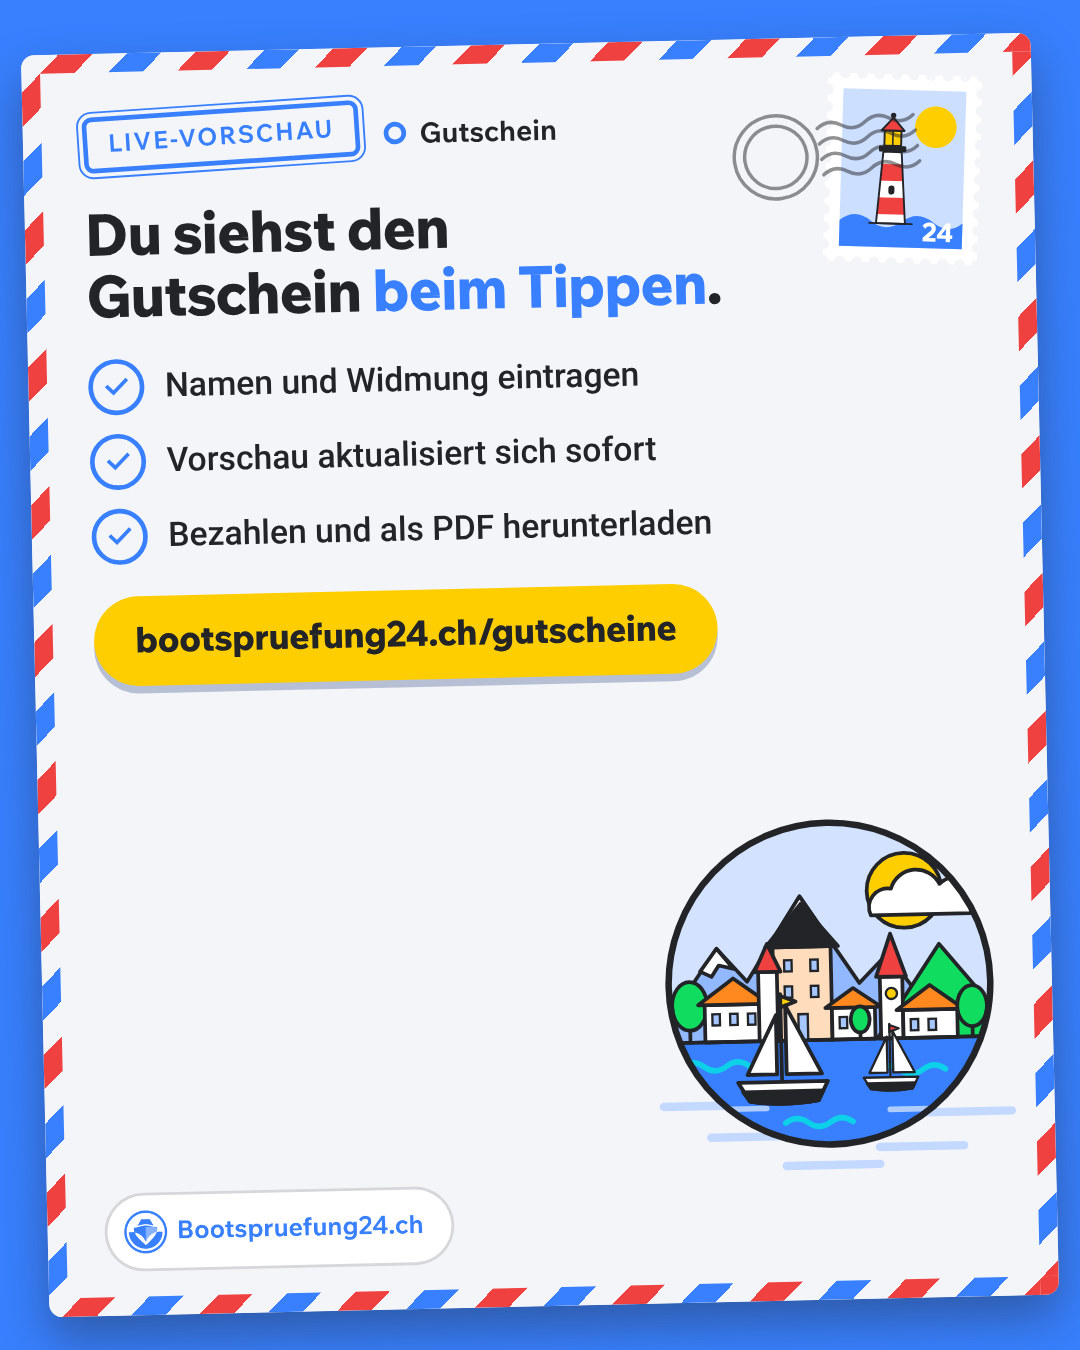 LIVE-VORSCHAU
Gutschein
24
Du siehst den
Gutschein beim Tippen.
Namen und Widmung eintragen
Vorschau aktualisiert sich sofort
Bezahlen und als PDF herunterladen
bootspruefung24.ch/gutscheine
Bootspruefung24.ch